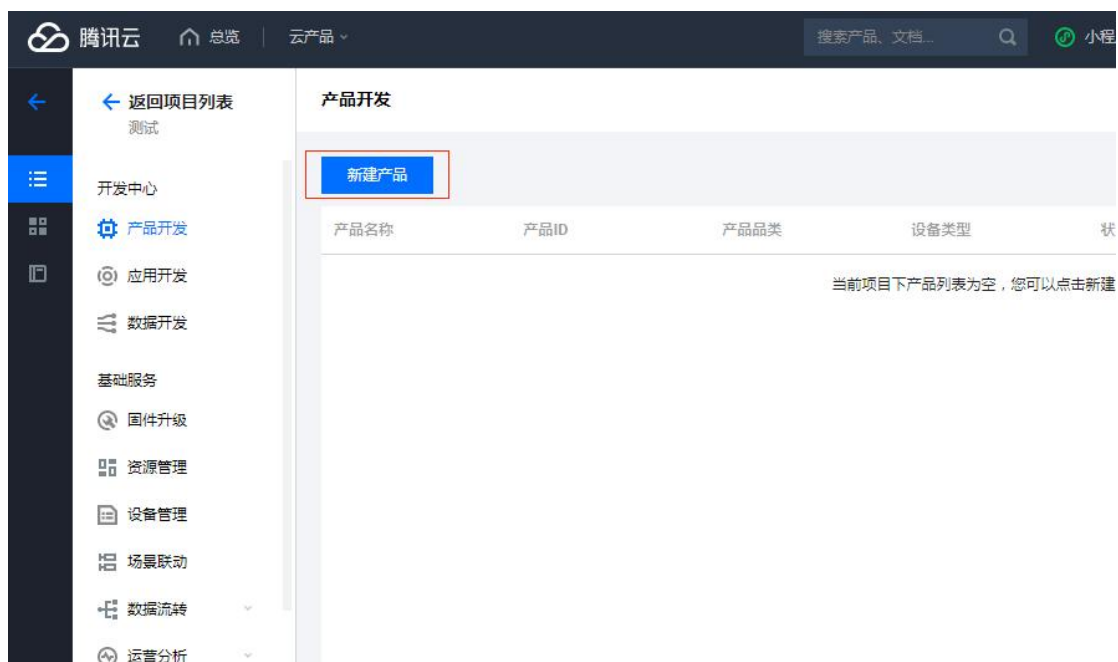 腾讯云 总览 云产品 搜索产品、文档... 小程
返回项目列表
测试
产品开发
新建产品
开发中心
产品开发
应用开发
数据开发
基础服务
固件升级
资源管理
设备管理
场景联动
数据流转
运营分析
产品名称 产品ID 产品品类 设备类型 状
当前项目下产品列表为空，您可以点击新建